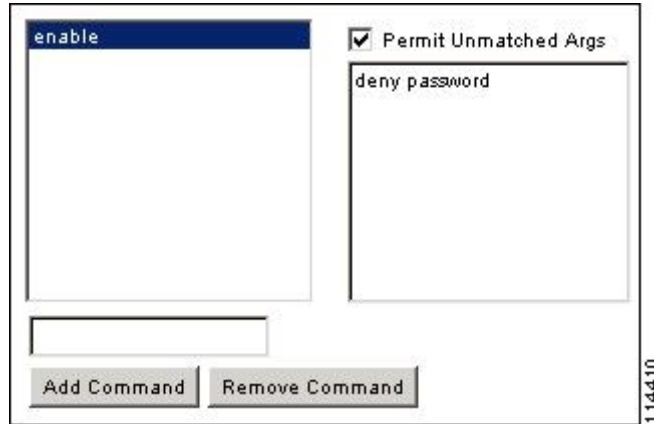 enable
Permit Unmatched Args
deny password
Add Command
Remove Command
114410